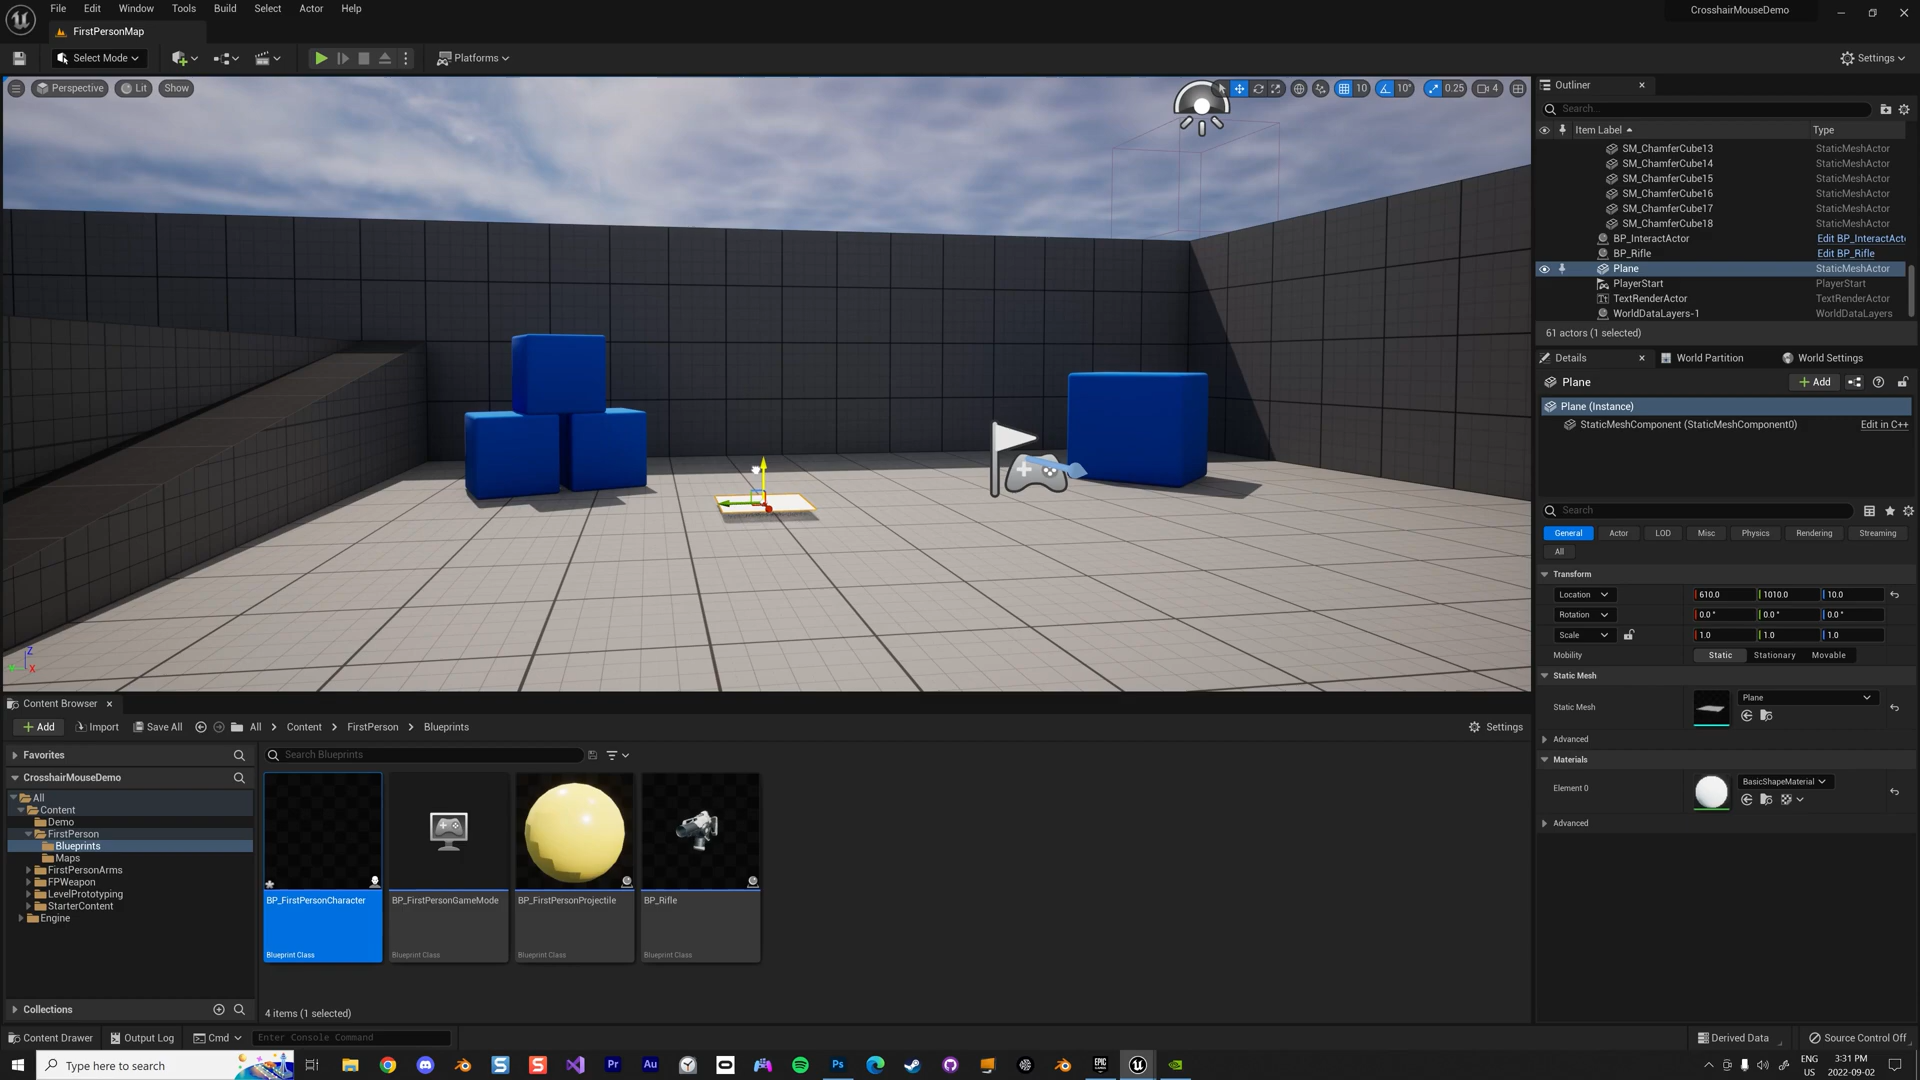 File Edit Window Tools Build Select Actor Help
CrosshairMouseDemo
FirstPersonMap
Select Mode
Platforms
Settings
Perspective Lit Show
10 10° 0.25 4
Z
X
Outliner
Search...
Item Label Type
SM_ChamferCube13 StaticMeshActor
SM_ChamferCube14 StaticMeshActor
SM_ChamferCube15 StaticMeshActor
SM_ChamferCube16 StaticMeshActor
SM_ChamferCube17 StaticMeshActor
SM_ChamferCube18 StaticMeshActor
BP_InteractActor Edit BP_InteractActo
BP_Rifle Edit BP_Rifle
Plane StaticMeshActor
PlayerStart PlayerStart
TextRenderActor TextRenderActor
WorldDataLayers-1 WorldDataLayers
61 actors (1 selected)
Details World Partition World Settings
Plane
Add
Plane (Instance)
StaticMeshComponent (StaticMeshComponent0) Edit in C++
Search
General Actor LOD Misc Physics Rendering Streaming
All
Transform
Location 610.0 1010.0 10.0
Rotation 0.0 ° 0.0 ° 0.0 °
Scale 1.0 1.0 1.0
Mobility Static Stationary Movable
Static Mesh
Static Mesh Plane
Advanced
Materials
Element 0 BasicShapeMaterial
Advanced
Content Browser
Add Import Save All All Content FirstPerson Blueprints
Settings
Favorites
Search Blueprints
CrosshairMouseDemo
All
Content
Demo
FirstPerson
Blueprints
Maps
FirstPersonArms
FPWeapon
LevelPrototyping
StarterContent
Engine
BP_FirstPersonCharacter BP_FirstPersonGameMode BP_FirstPersonProjectile BP_Rifle
Blueprint Class Blueprint Class Blueprint Class Blueprint Class
Collections
4 items (1 selected)
Content Drawer Output Log Cmd Enter Console Command
Derived Data Source Control Off
Type here to search
Pr
Au
Ps
EPIC
GAMES
ENG
US
3:31 PM
2022-09-02